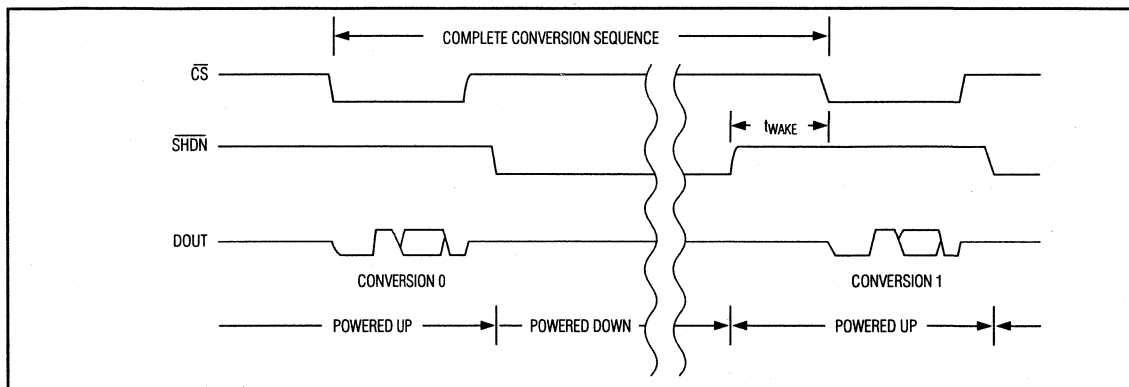 COMPLETE CONVERSION SEQUENCE
CS
tWAKE
SHDN
DOUT
CONVERSION 0
CONVERSION 1
POWERED UP
POWERED DOWN
POWERED UP